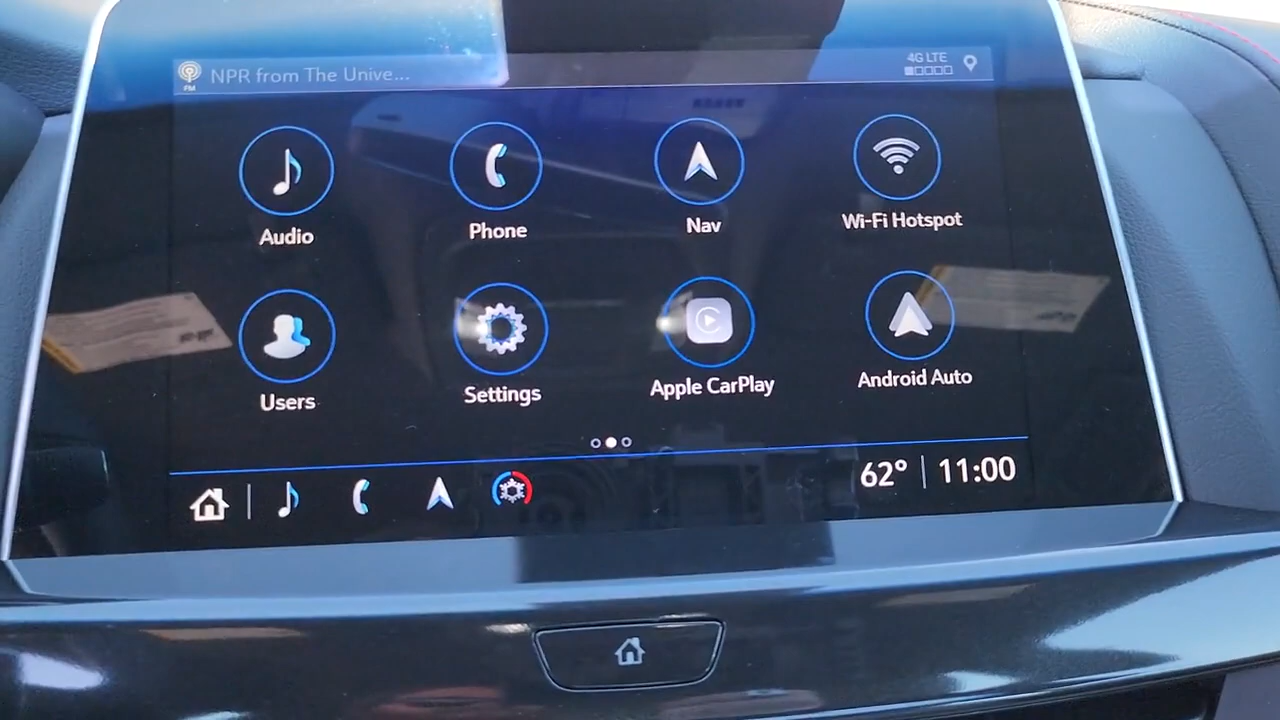 NPR from The Unive...
4G LTE
FM
Audio
Phone
Nav
Wi-Fi Hotspot
Users
Settings
Apple CarPlay
Android Auto
62° 11:00